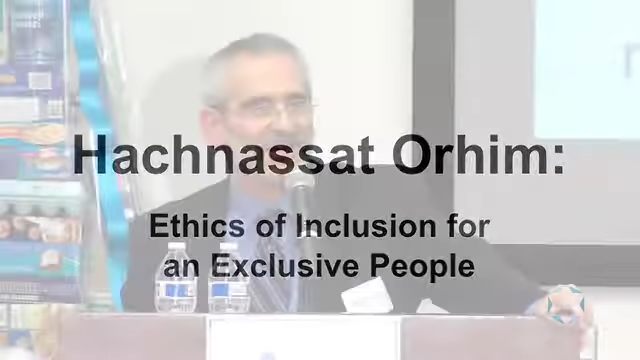 Hachnassat Orhim:
Ethics of Inclusion for
an Exclusive People